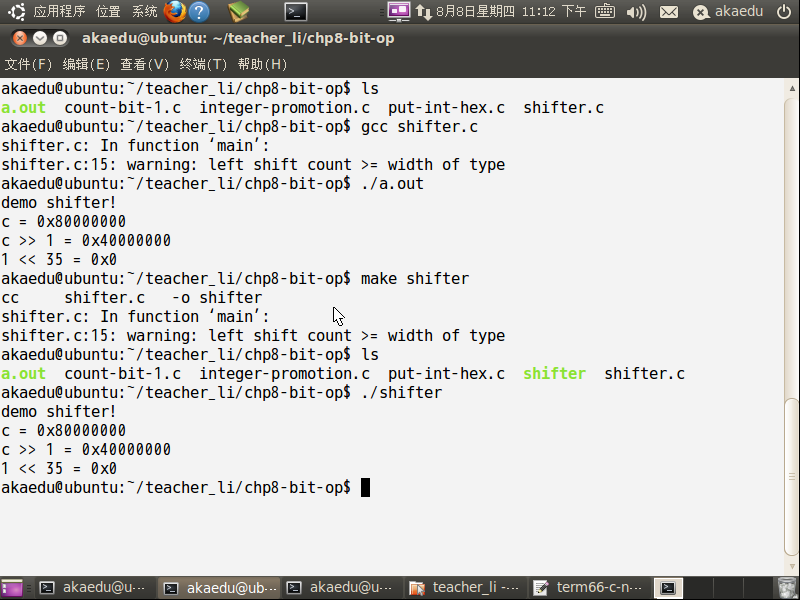 应用程序 位置 系统 8月8日星期四 11:12 下午 akaedu
akaedu@ubuntu: ~/teacher_li/chp8-bit-op
文件(F) 编辑(E) 查看(V) 终端(T) 帮助(H)
akaedu@ubuntu:~/teacher_li/chp8-bit-op$ ls
a.out  count-bit-1.c  integer-promotion.c  put-int-hex.c  shifter.c
akaedu@ubuntu:~/teacher_li/chp8-bit-op$ gcc shifter.c
shifter.c: In function ‘main’:
shifter.c:15: warning: left shift count >= width of type
akaedu@ubuntu:~/teacher_li/chp8-bit-op$ ./a.out
demo shifter!
c = 0x80000000
c >> 1 = 0x40000000
1 << 35 = 0x0
akaedu@ubuntu:~/teacher_li/chp8-bit-op$ make shifter
cc     shifter.c   -o shifter
shifter.c: In function ‘main’:
shifter.c:15: warning: left shift count >= width of type
akaedu@ubuntu:~/teacher_li/chp8-bit-op$ ls
a.out  count-bit-1.c  integer-promotion.c  put-int-hex.c  shifter  shifter.c
akaedu@ubuntu:~/teacher_li/chp8-bit-op$ ./shifter
demo shifter!
c = 0x80000000
c >> 1 = 0x40000000
1 << 35 = 0x0
akaedu@ubuntu:~/teacher_li/chp8-bit-op$
akaedu@u-... akaedu@ub... akaedu@u-... teacher_li -... term66-c-n...